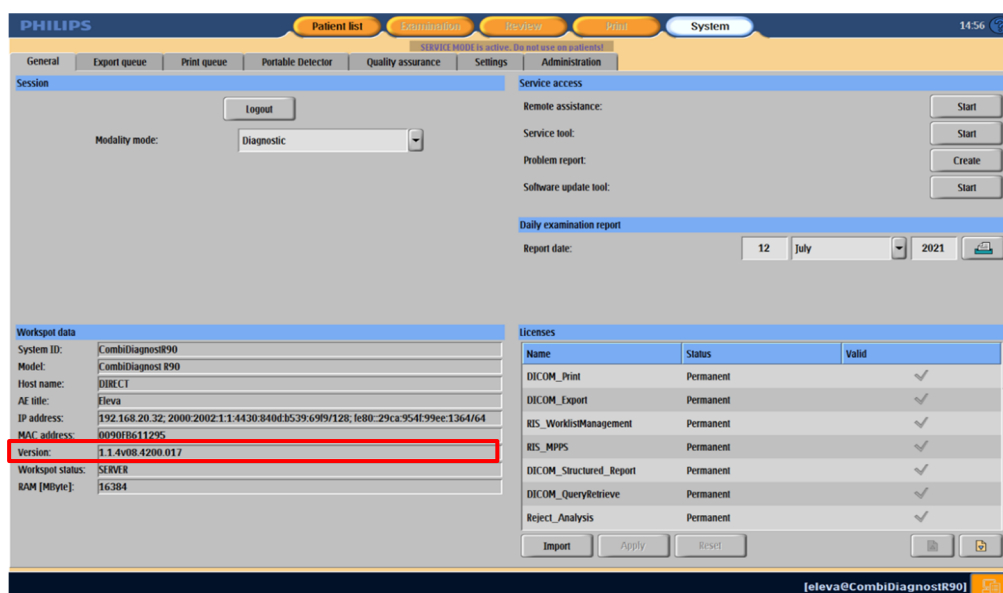 PHILIPS Patient list Examination Review Print System 14:56
SERVICE MODE is active. Do not use on patients!
General Export queue Print queue Portable Detector Quality assurance Settings Administration
Session
Logout
Modality mode: Diagnostic
Service access
Remote assistance: Start
Service tool: Start
Problem report: Create
Software update tool: Start
Daily examination report
Report date: 12 July 2021
Workspot data
System ID: CombiDiagnostR90
Model: CombiDiagnost R90
Host name: DIRECT
AE title: Eleva
IP address: 192.168.20.32; 2000:2002:1:1:4430:840d:b539:69f9/128; fe80::29ca:954f:99ee:1364/64
MAC address: 0090FB611295
Version: 1.1.4v08.4200.017
Workspot status: SERVER
RAM [MByte]: 16384
Licenses
Name Status Valid
DICOM_Print Permanent
DICOM_Export Permanent
RIS_WorklistManagement Permanent
RIS_MPPS Permanent
DICOM_Structured_Report Permanent
DICOM_QueryRetrieve Permanent
Reject_Analysis Permanent
Import Apply Reset
[eleva@CombiDiagnostR90]